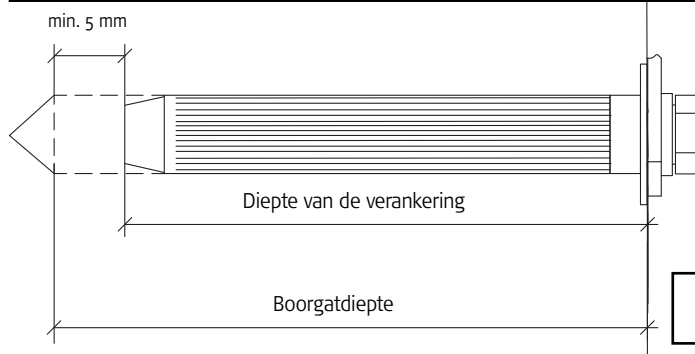 min. 5 mm
Diepte van de verankering
Boorgatdiepte